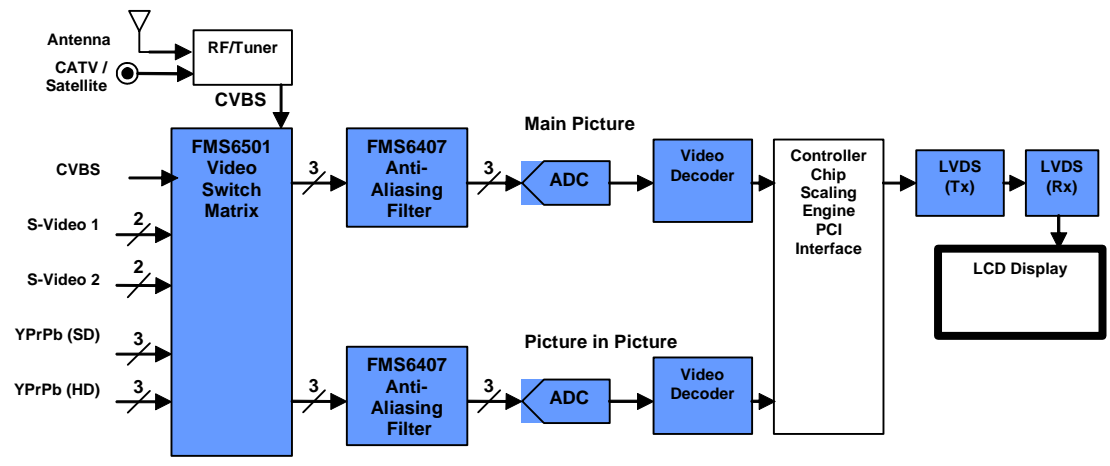 Antenna
CATV /
Satellite
RF/Tuner
CVBS
FMS6501
Video
Switch
Matrix
CVBS
S-Video 1
2
S-Video 2
2
YPrPb (SD)
3
YPrPb (HD)
3
3
FMS6407
Anti-
Aliasing
Filter
3
Main Picture
ADC
Video
Decoder
3
FMS6407
Anti-
Aliasing
Filter
3
Picture in Picture
ADC
Video
Decoder
Controller
Chip
Scaling
Engine
PCI
Interface
LVDS
(Tx)
LVDS
(Rx)
LCD Display